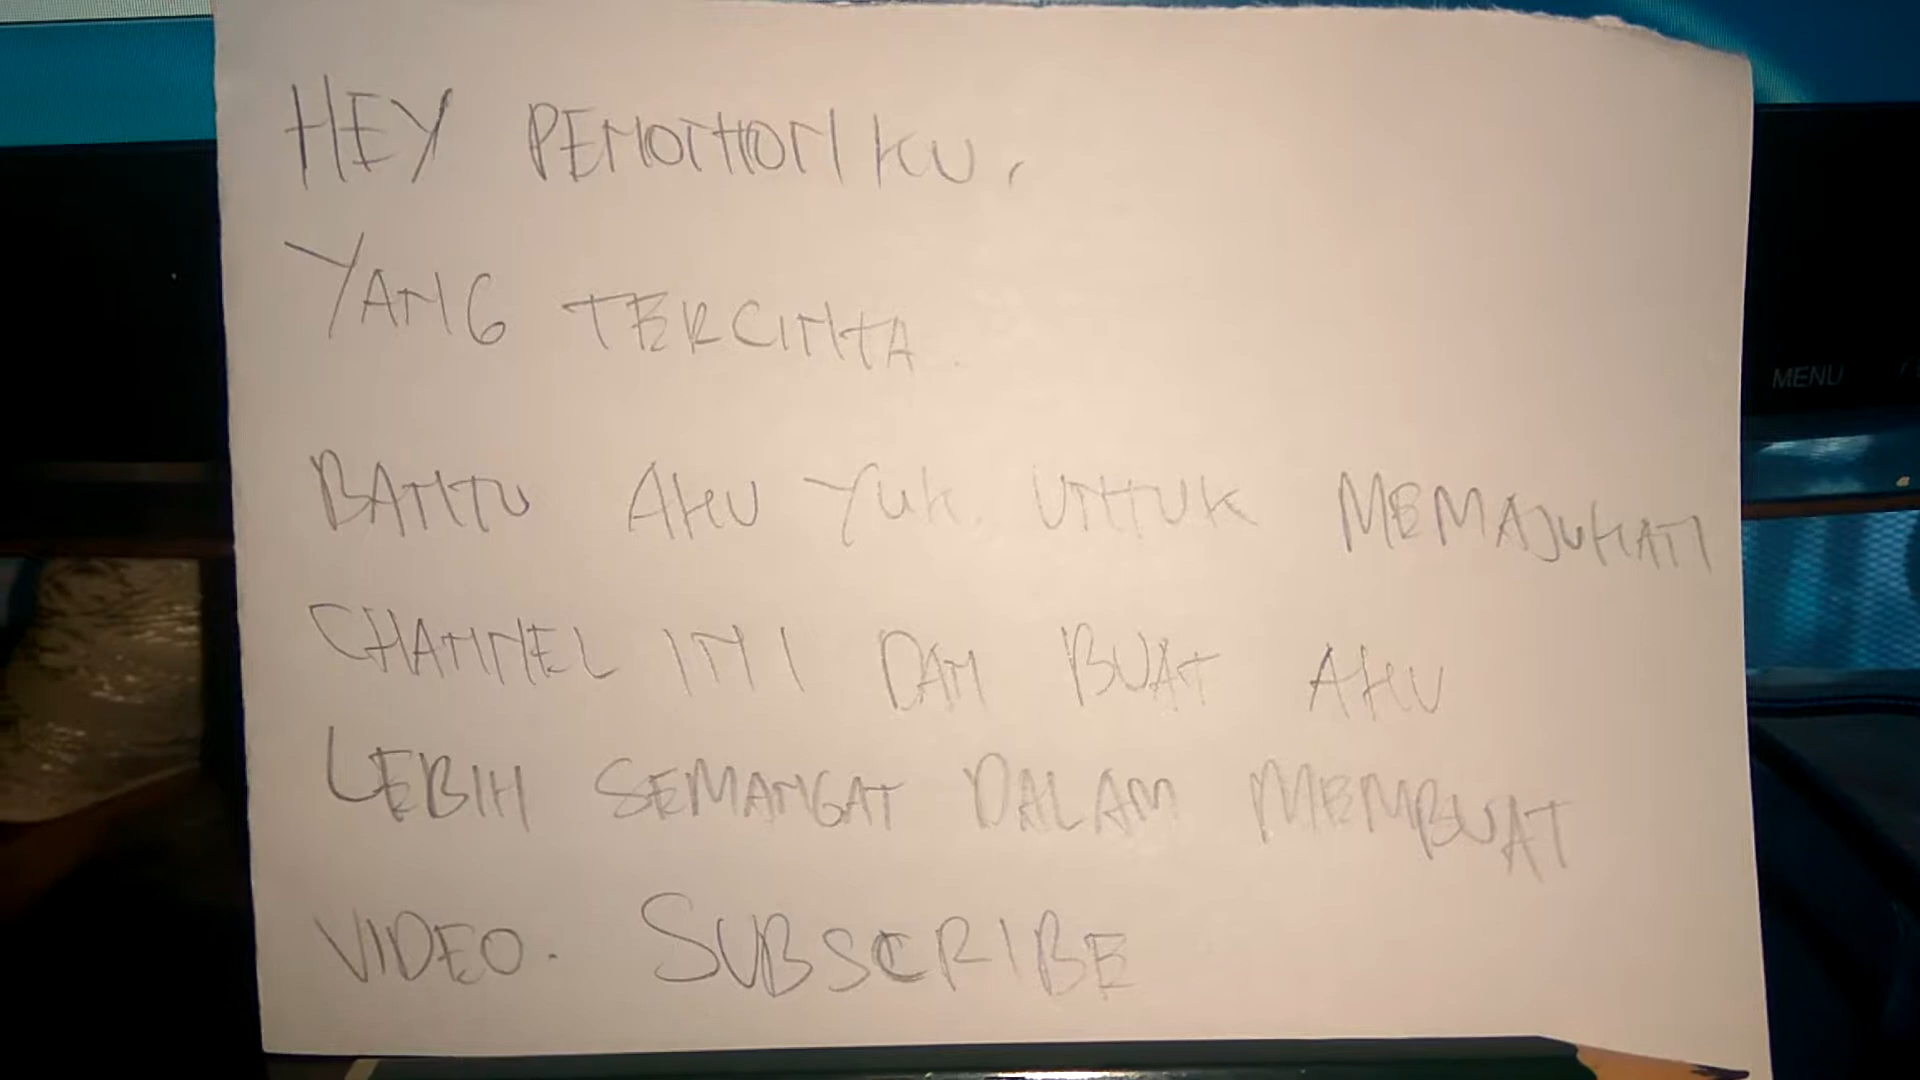 HEY PENONTONKU,
YANG TERCINTA.
BANTU AKU YUK. UNTUK MEMAJUKAN
CHANNEL INI DAN BUAT AKU
LEBIH SEMANGAT DALAM MEMBUAT
VIDEO. SUBSCRIBE
MENU